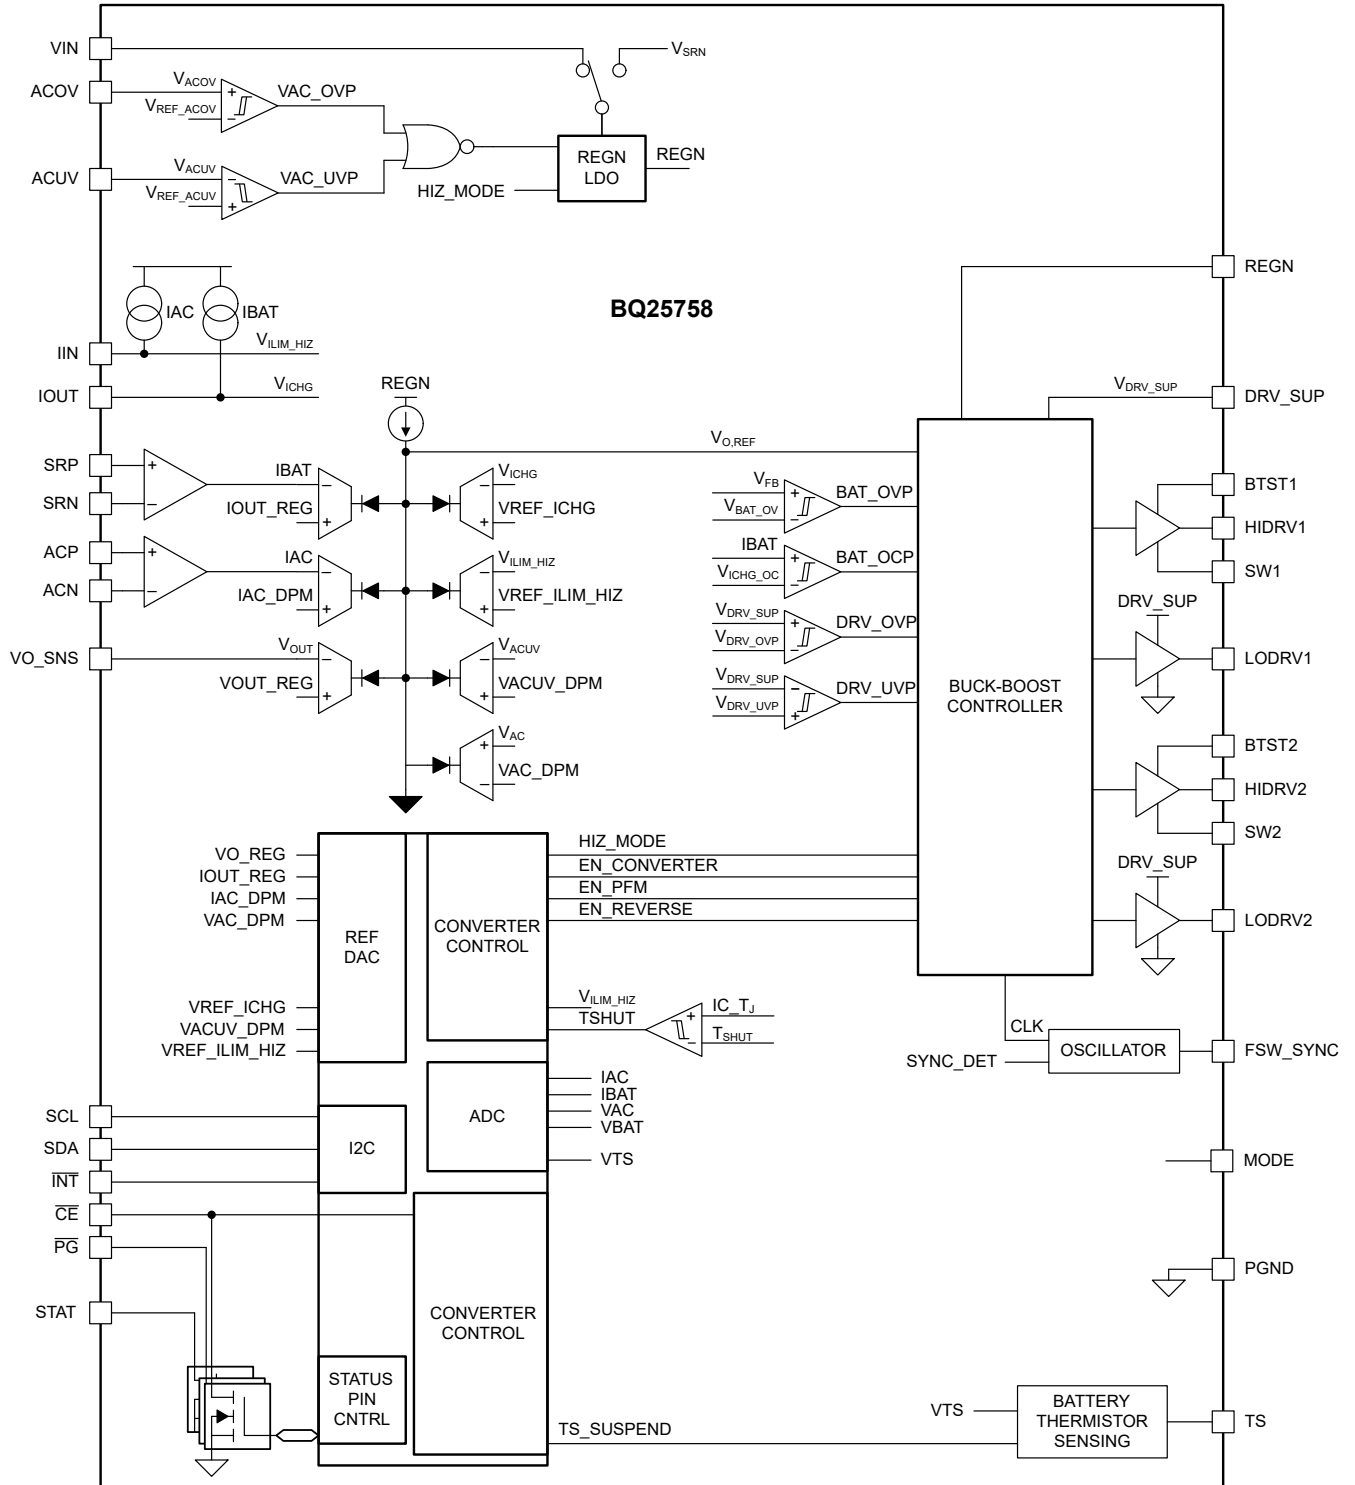 VIN
VSRN
ACOV
VACOV
+
VREF_ACOV
−
VAC_OVP
ACUV
VACUV
−
VREF_ACUV
+
VAC_UVP
HIZ_MODE
REGN
LDO
REGN
BQ25758
IAC
IBAT
IIN
VILIM_HIZ
IOUT
VICHG
REGN
VO,REF
REGN
VDRV_SUP
DRV_SUP
SRP
+
SRN
−
IBAT
−
IOUT_REG
+
VICHG
−
VREF_ICHG
+
ACP
+
ACN
−
IAC
−
IAC_DPM
+
VILIM_HIZ
−
VREF_ILIM_HIZ
+
VO_SNS
VOUT
−
VOUT_REG
+
VACUV
−
VACUV_DPM
+
VAC
+
VAC_DPM
−
VFB
+
VBAT_OV
−
BAT_OVP
IBAT
+
VICHG_OC
−
BAT_OCP
VDRV_SUP
+
VDRV_OVP
−
DRV_OVP
VDRV_SUP
−
VDRV_UVP
+
DRV_UVP
BUCK-BOOST
CONTROLLER
BTST1
HIDRV1
SW1
DRV_SUP
LODRV1
BTST2
HIDRV2
SW2
DRV_SUP
LODRV2
VO_REG
IOUT_REG
IAC_DPM
VAC_DPM
VREF_ICHG
VACUV_DPM
VREF_ILIM_HIZ
REF
DAC
CONVERTER
CONTROL
HIZ_MODE
EN_CONVERTER
EN_PFM
EN_REVERSE
VILIM_HIZ
TSHUT
IC_TJ
+
TSHUT
−
CLK
SYNC_DET
OSCILLATOR
FSW_SYNC
ADC
IAC
IBAT
VAC
VBAT
VTS
SCL
SDA
INT
I2C
CE
PG
STAT
MODE
PGND
CONVERTER
CONTROL
STATUS
PIN
CNTRL
TS_SUSPEND
VTS
BATTERY
THERMISTOR
SENSING
TS